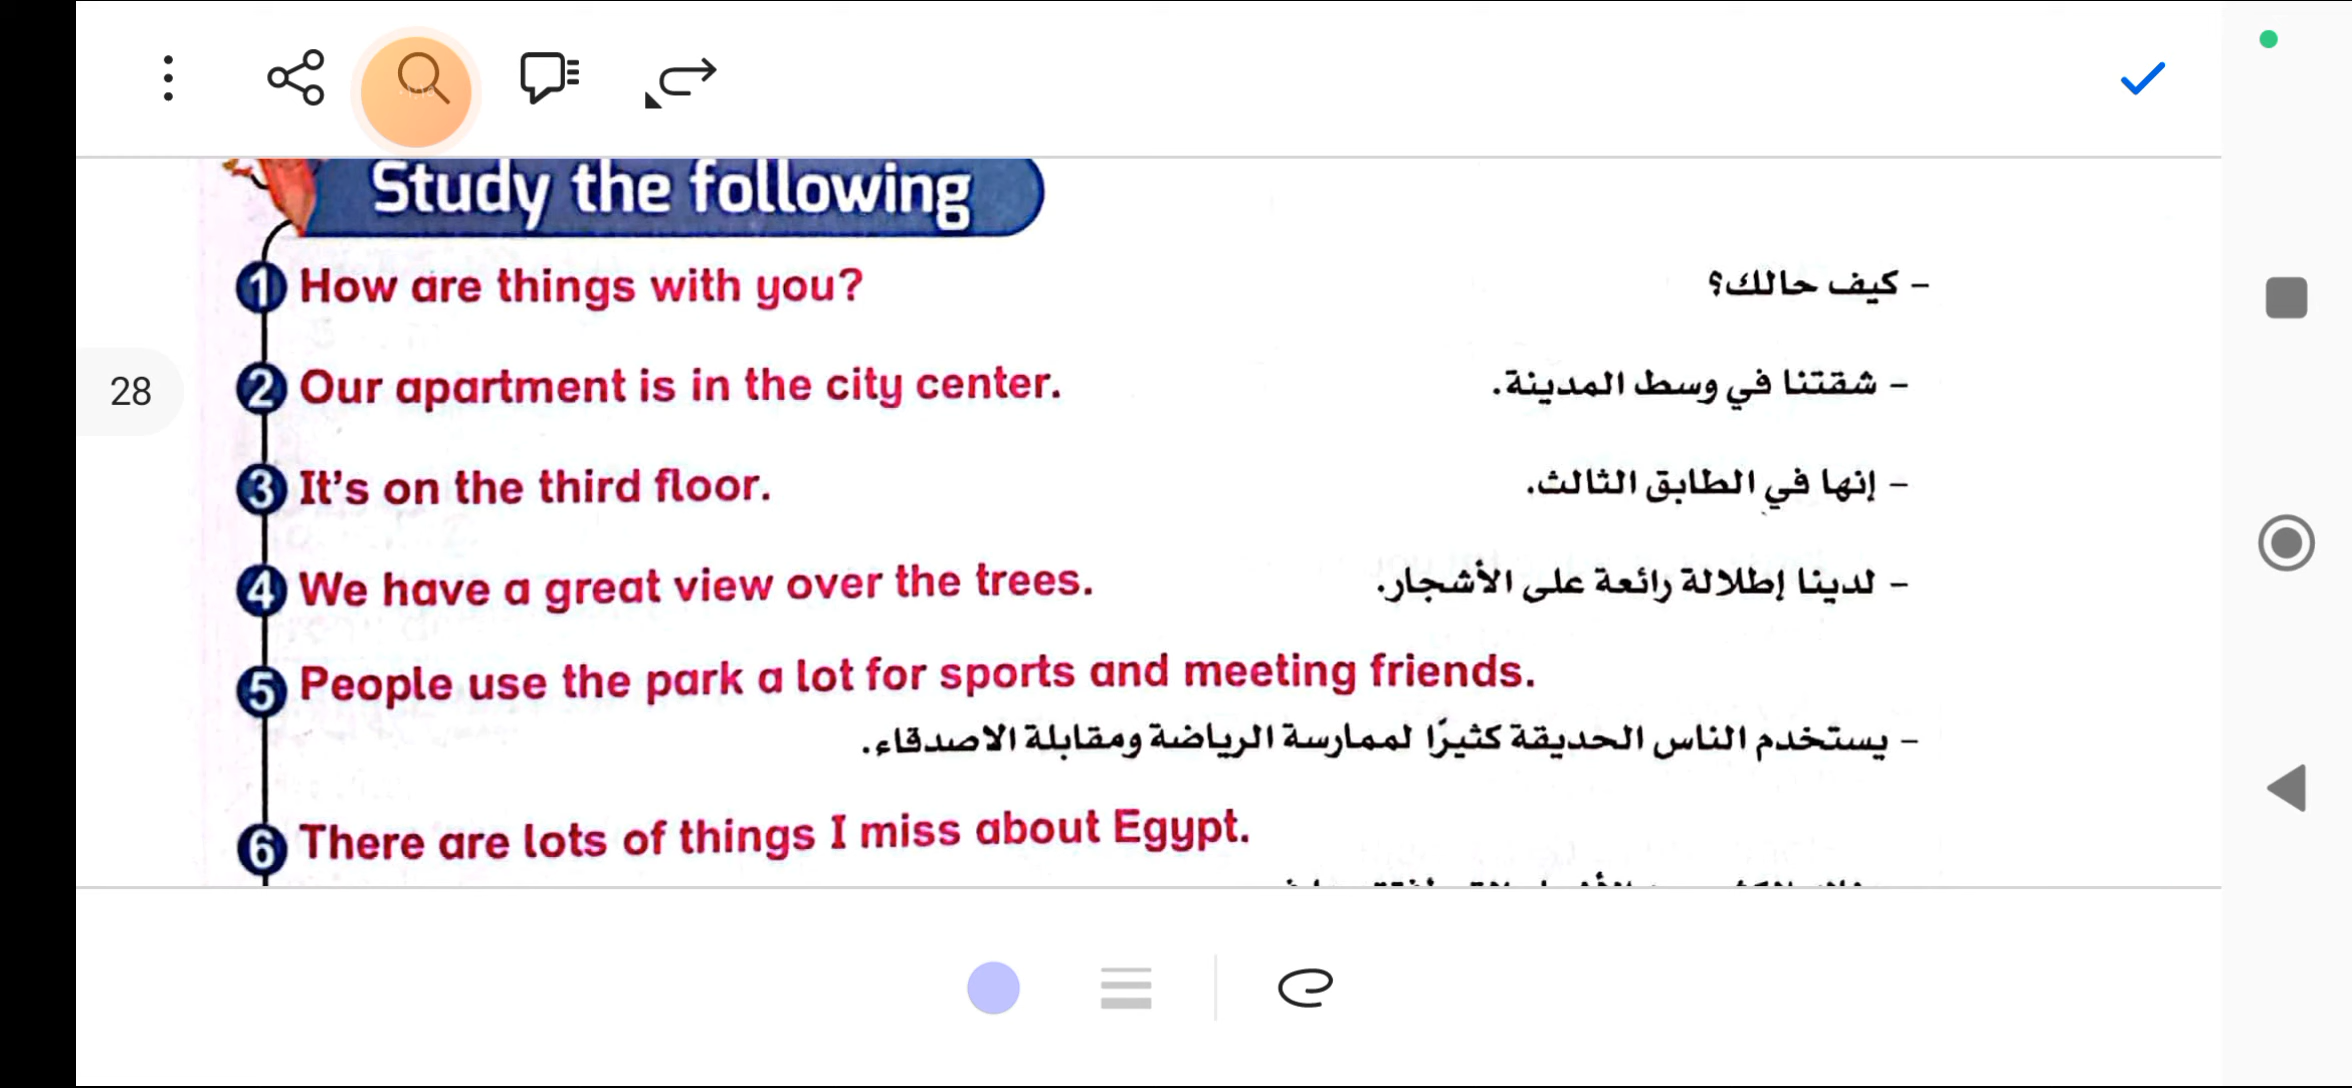 Study the following
1 How are things with you?
– كيف حالك؟
28
2 Our apartment is in the city center.
– شقتنا في وسط المدينة.
3 It's on the third floor.
– إنها في الطابق الثالث.
4 We have a great view over the trees.
– لدينا إطلالة رائعة على الأشجار.
5 People use the park a lot for sports and meeting friends.
– يستخدم الناس الحديقة كثيرًا لممارسة الرياضة ومقابلة الاصدقاء.
6 There are lots of things I miss about Egypt.